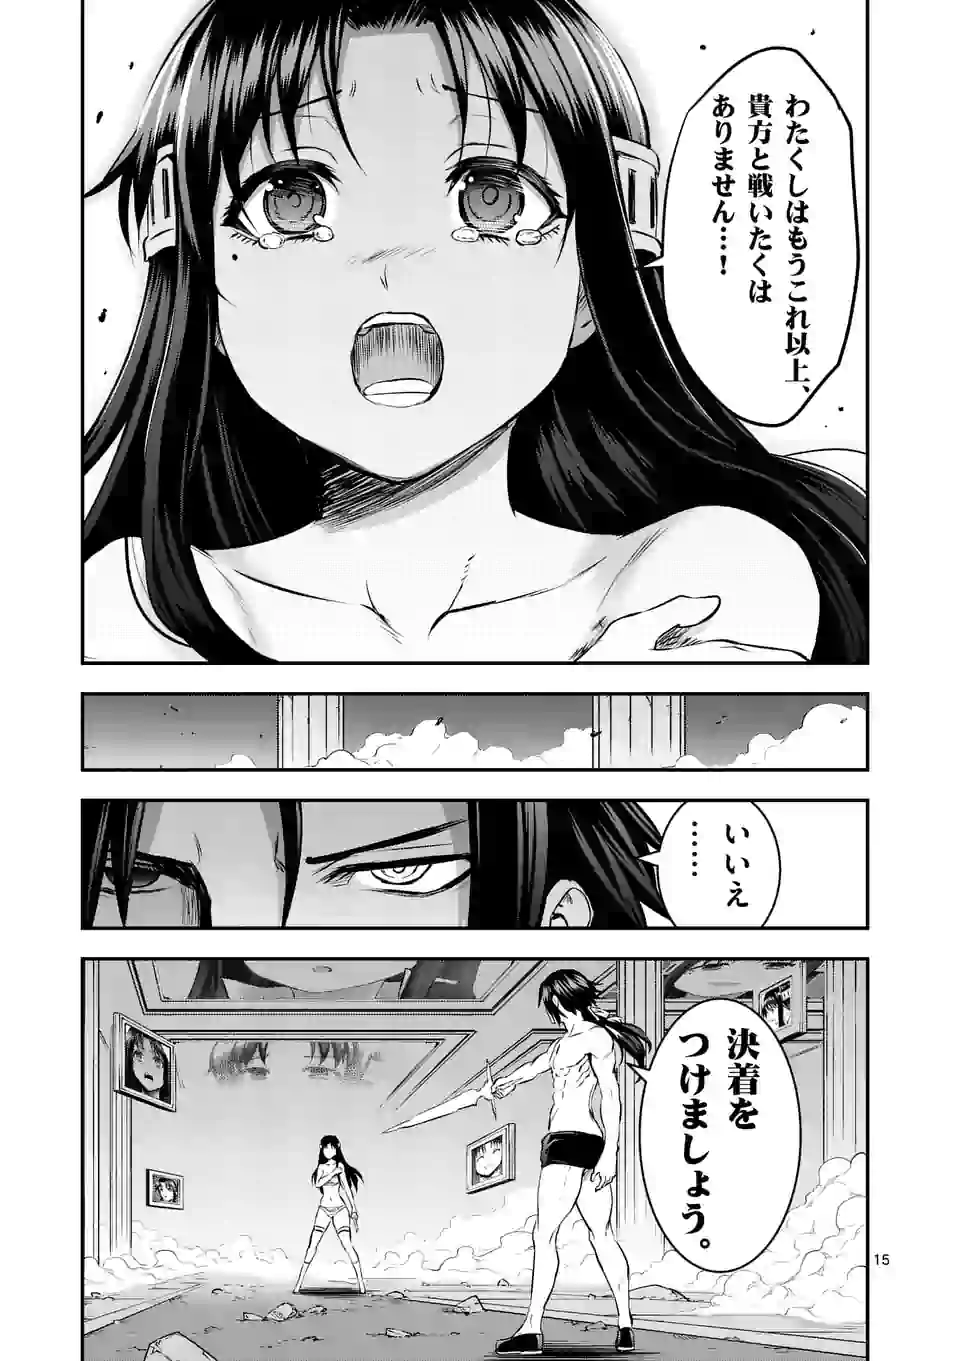 わたくしはもうこれ以上、
貴方と戦いたくは
ありません…！
いいえ
……
決着を
つけましょう。
15